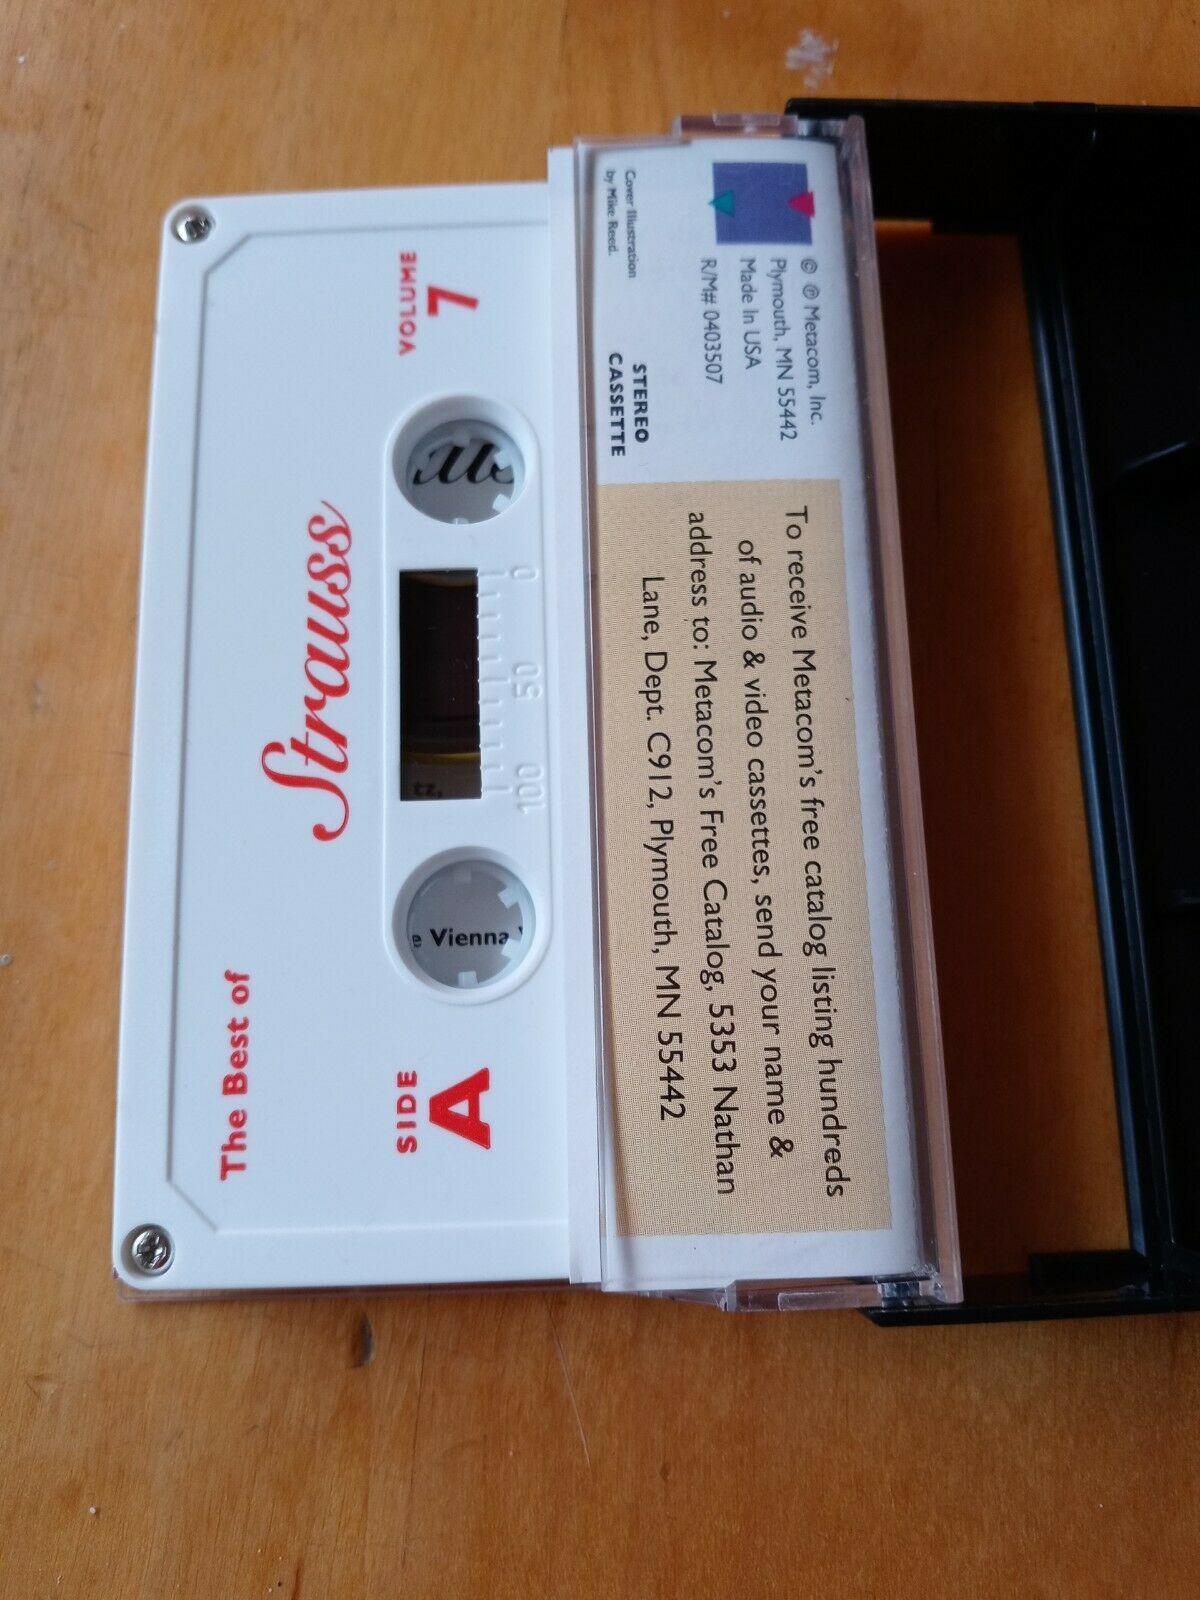 The Best of
Strauss
SIDE
A
VOLUME
7
0 50 100
Vienna
tz,
© ℗ Metacom, Inc.
Plymouth, MN 55442
Made In USA
R/M# 0403507
Cover Illustration
by Mike Reed.
STEREO
CASSETTE
To receive Metacom's free catalog listing hundreds
of audio & video cassettes, send your name &
address to: Metacom's Free Catalog, 5353 Nathan
Lane, Dept. C912, Plymouth, MN 55442